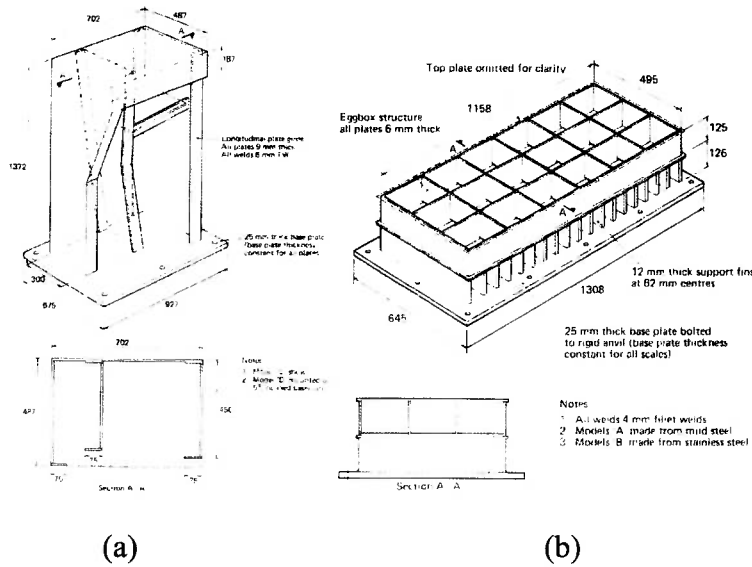 702
487
A
187
A
1372
Longitudinal plate girder
All plates 9 mm thick
All welds 6 mm FW
25 mm thick base plate
(base plate thickness
constant for all
300
675
927
702
487
450
75
75
75
Notes
Section A A
(a)
Top plate omitted for clarity
495
1158
Eggbox structure
all plates 6 mm thick
125
126
A
A
12 mm thick support fins
at 82 mm centres
1308
645
25 mm thick base plate bolted
to rigid anvil (base plate thickness
constant for all scales)
Notes
1 All welds 4 mm fillet welds
2 Models A made from mild steel
3 Models B made from stainless steel
Section A A
(b)